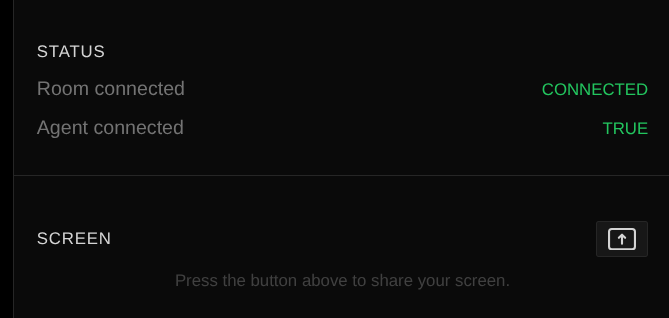 STATUS
Room connected CONNECTED
Agent connected TRUE
SCREEN
Press the button above to share your screen.